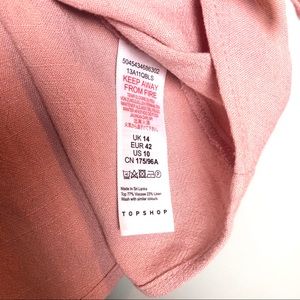 5045434686302
13A11QBLS
KEEP AWAY
FROM FIRE
UK 14
EUR 42
US 10
CN 175/96A
Made In Sri Lanka
Top 77% Viscose 23% Linen
Wash with similar colours
TOPSHOP